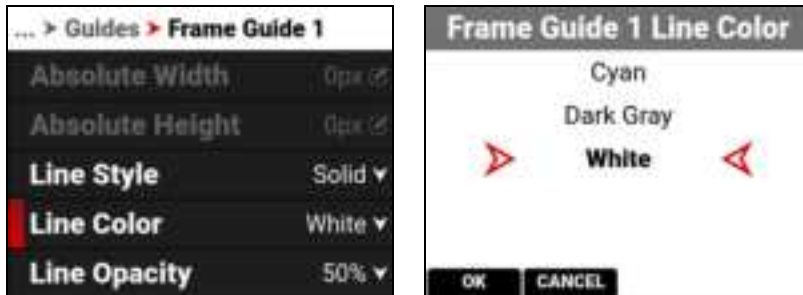 ... > Guides > Frame Guide 1
Absolute Width 0px
Absolute Height 0px
Line Style Solid
Line Color White
Line Opacity 50%
Frame Guide 1 Line Color
Cyan
Dark Gray
White
OK CANCEL